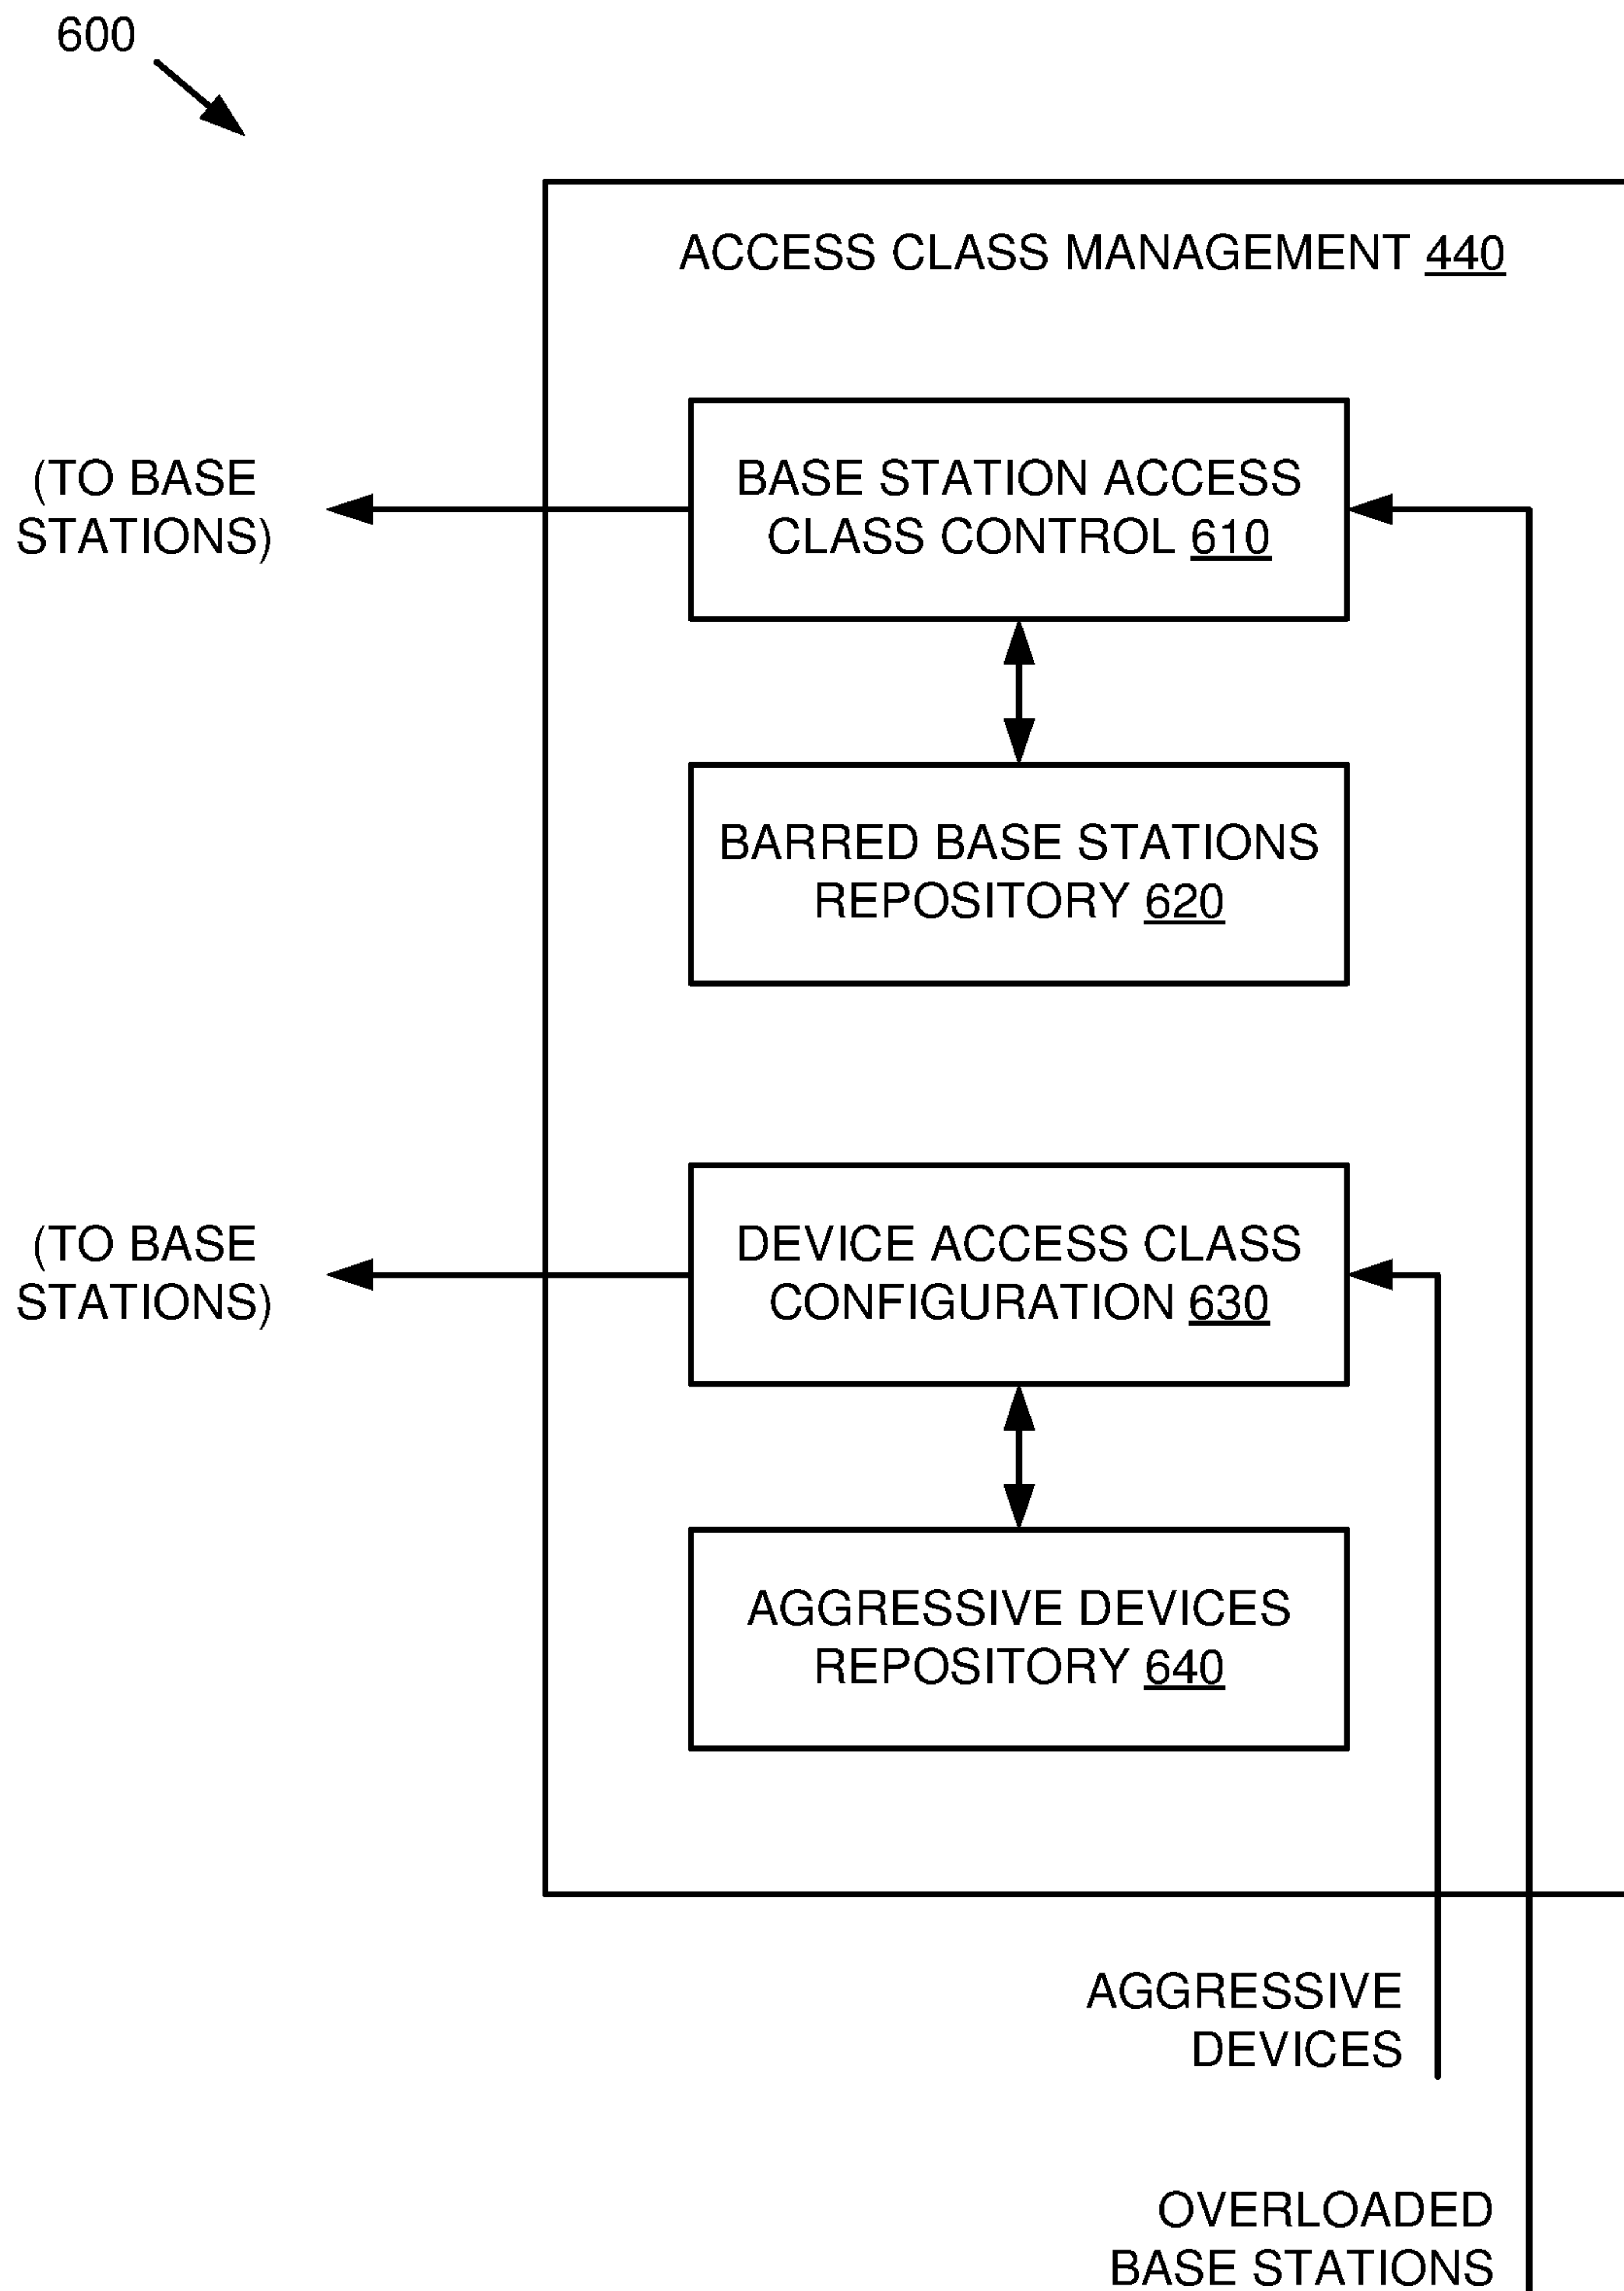 600
ACCESS CLASS MANAGEMENT 440
(TO BASE
STATIONS)
BASE STATION ACCESS
CLASS CONTROL 610
BARRED BASE STATIONS
REPOSITORY 620
(TO BASE
STATIONS)
DEVICE ACCESS CLASS
CONFIGURATION 630
AGGRESSIVE DEVICES
REPOSITORY 640
AGGRESSIVE
DEVICES
OVERLOADED
BASE STATIONS